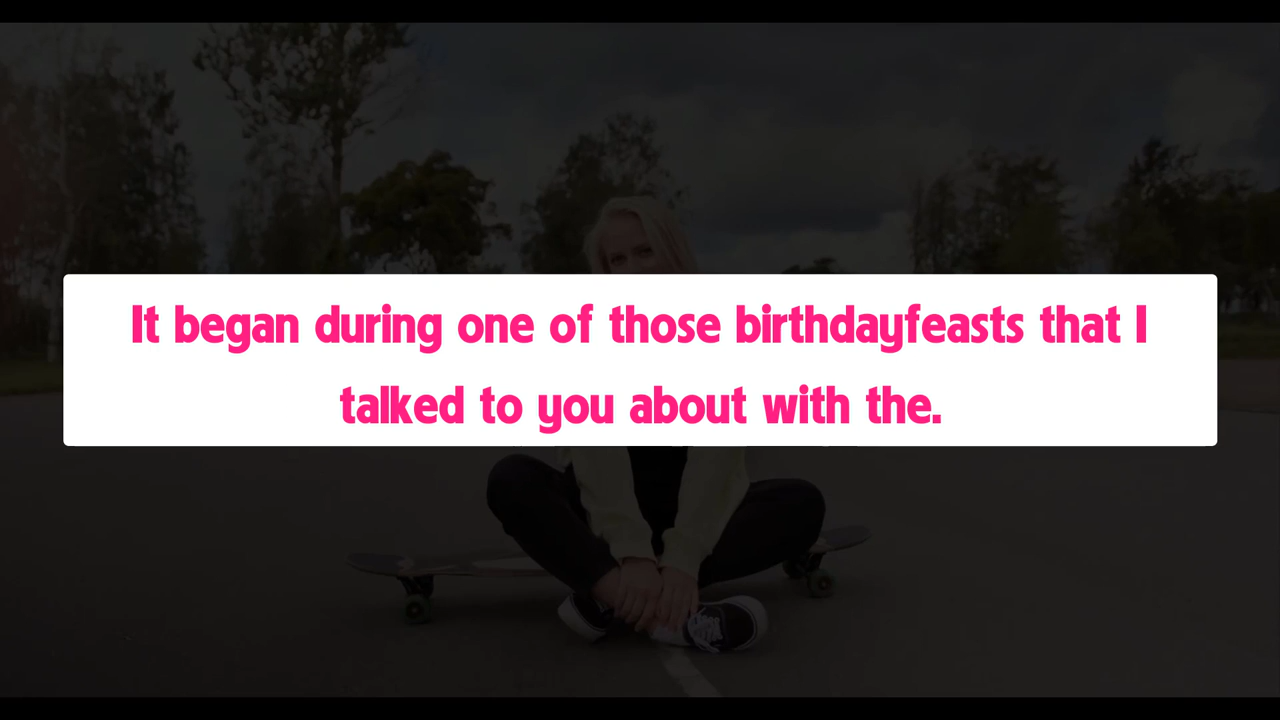 It began during one of those birthdayfeasts that I
talked to you about with the.